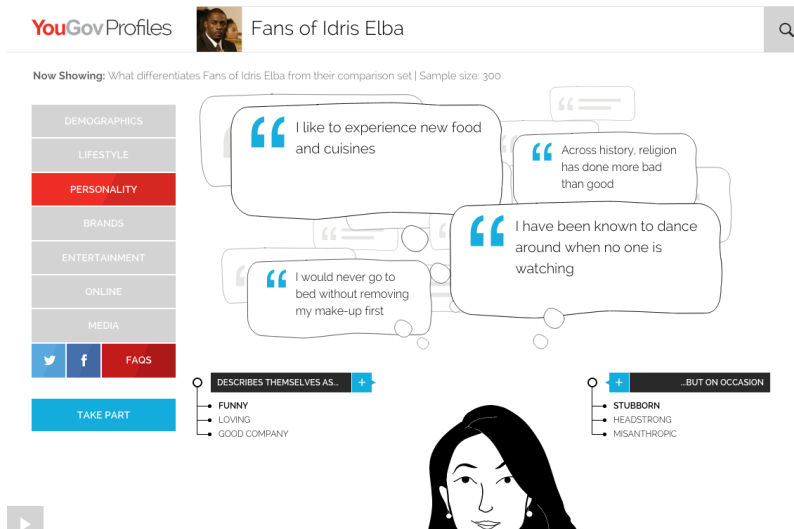 YouGov Profiles
Fans of Idris Elba
Now Showing: What differentiates Fans of Idris Elba from their comparison set | Sample size: 300
DEMOGRAPHICS
LIFESTYLE
PERSONALITY
BRANDS
ENTERTAINMENT
ONLINE
MEDIA
FAQS
TAKE PART
“ I like to experience new food
and cuisines
“ Across history, religion
has done more bad
than good
“ I have been known to dance
around when no one is
watching
“ I would never go to
bed without removing
my make-up first
DESCRIBES THEMSELVES AS... +
FUNNY
LOVING
GOOD COMPANY
+ ...BUT ON OCCASION
STUBBORN
HEADSTRONG
MISANTHROPIC